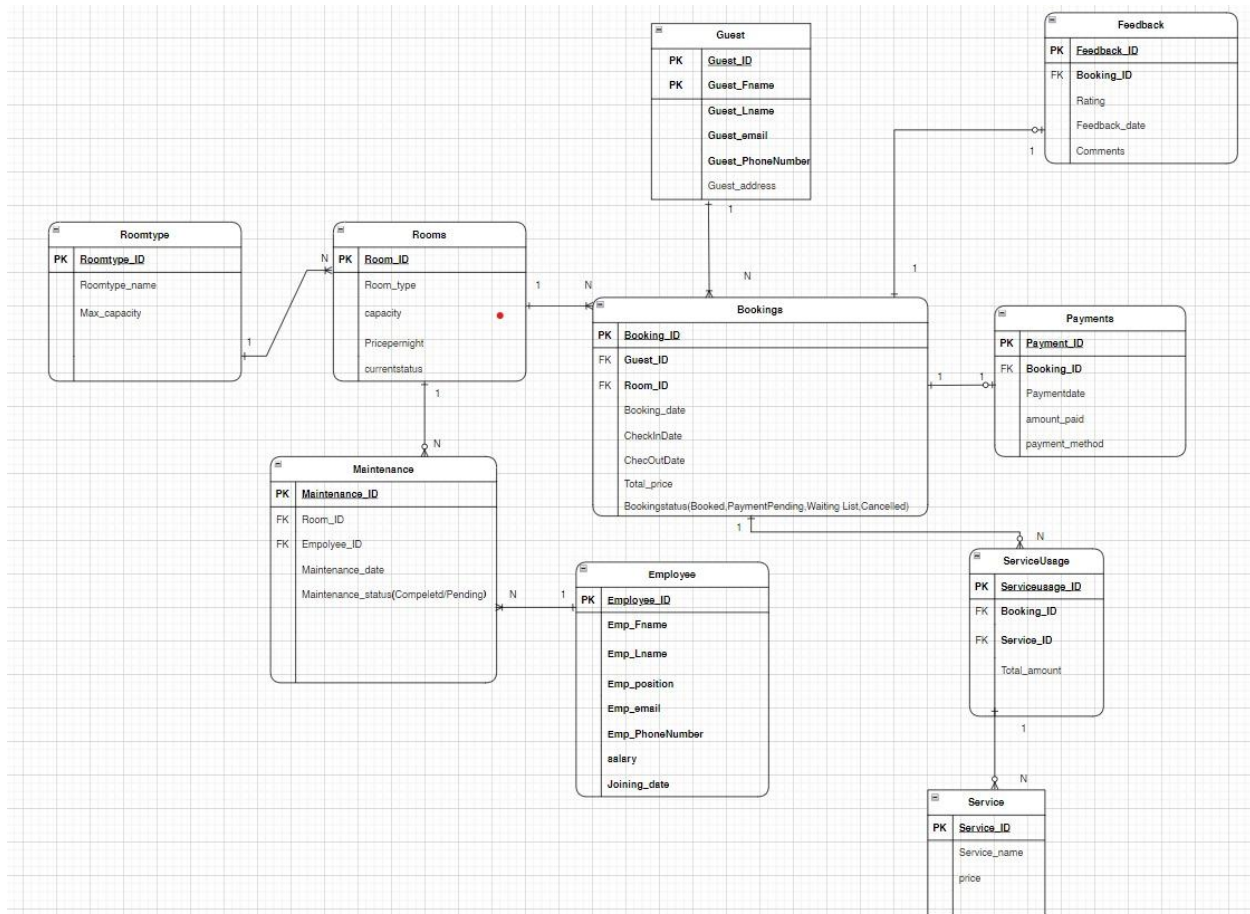 Guest
PK Guest_ID
PK Guest_Fname
Guest_Lname
Guest_email
Guest_PhoneNumber
Guest_address
1
N
Feedback
PK Feedback_ID
FK Booking_ID
Rating
Feedback_date
Comments
1
1
Roomtype
PK Roomtype_ID
Roomtype_name
Max_capacity
1
N
Rooms
PK Room_ID
Room_type
capacity
Pricepernight
currentstatus
1
N
1
N
Bookings
PK Booking_ID
FK Guest_ID
FK Room_ID
Booking_date
CheckInDate
ChecOutDate
Total_price
Bookingstatus(Booked,PaymentPending,Waiting List,Cancelled)
1
1
Payments
PK Payment_ID
FK Booking_ID
Paymentdate
amount_paid
payment_method
Maintenance
PK Maintenance_ID
FK Room_ID
FK Empolyee_ID
Maintenance_date
Maintenance_status(Compeletd/Pending)
N
1
Employee
PK Employee_ID
Emp_Fname
Emp_Lname
Emp_position
Emp_email
Emp_PhoneNumber
salary
Joining_date
1
N
ServiceUsage
PK Serviceusage_ID
FK Booking_ID
FK Service_ID
Total_amount
1
N
Service
PK Service_ID
Service_name
price